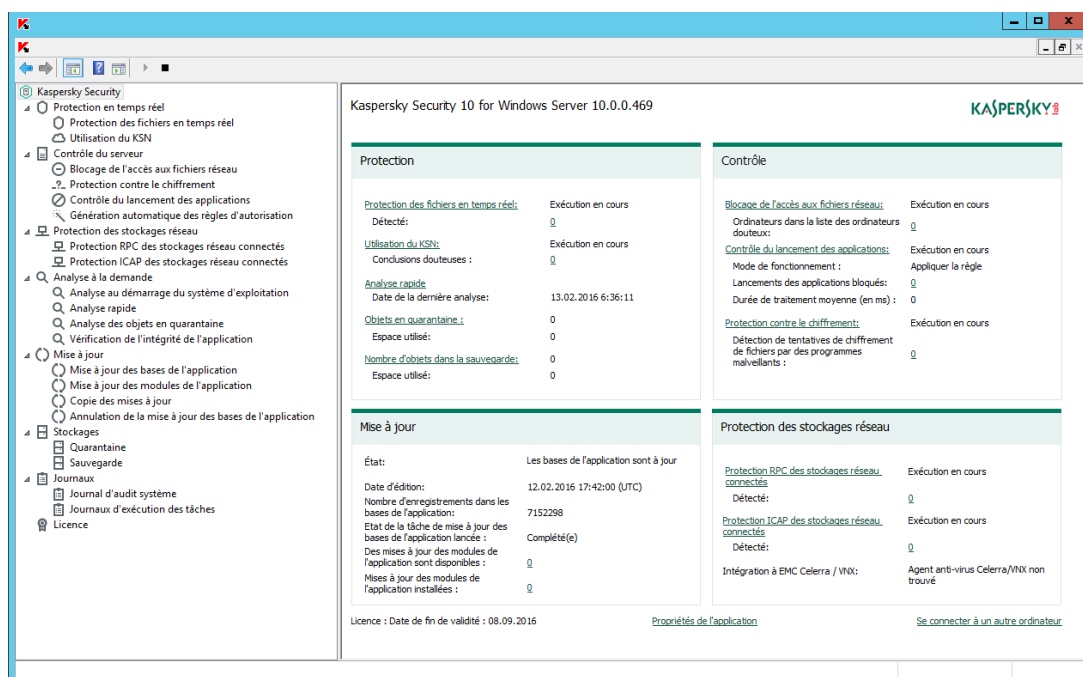 Kaspersky Security
Protection en temps réel
Protection des fichiers en temps réel
Utilisation du KSN
Contrôle du serveur
Blocage de l'accès aux fichiers réseau
Protection contre le chiffrement
Contrôle du lancement des applications
Génération automatique des règles d'autorisation
Protection des stockages réseau
Protection RPC des stockages réseau connectés
Protection ICAP des stockages réseau connectés
Analyse à la demande
Analyse au démarrage du système d'exploitation
Analyse rapide
Analyse des objets en quarantaine
Vérification de l'intégrité de l'application
Mise à jour
Mise à jour des bases de l'application
Mise à jour des modules de l'application
Copie des mises à jour
Annulation de la mise à jour des bases de l'application
Stockages
Quarantaine
Sauvegarde
Journaux
Journal d'audit système
Journaux d'exécution des tâches
Licence
Kaspersky Security 10 for Windows Server 10.0.0.469
KASPERSKY lab
Protection
Protection des fichiers en temps réel: Exécution en cours
Détecté: 0
Utilisation du KSN: Exécution en cours
Conclusions douteuses : 0
Analyse rapide
Date de la dernière analyse: 13.02.2016 6:36:11
Objets en quarantaine : 0
Espace utilisé: 0
Nombre d'objets dans la sauvegarde: 0
Espace utilisé: 0
Contrôle
Blocage de l'accès aux fichiers réseau: Exécution en cours
Ordinateurs dans la liste des ordinateurs
douteux: 0
Contrôle du lancement des applications: Exécution en cours
Mode de fonctionnement : Appliquer la règle
Lancements des applications bloqués: 0
Durée de traitement moyenne (en ms) : 0
Protection contre le chiffrement: Exécution en cours
Détection de tentatives de chiffrement
de fichiers par des programmes 0
malveillants :
Mise à jour
État: Les bases de l'application sont à jour
Date d'édition: 12.02.2016 17:42:00 (UTC)
Nombre d'enregistrements dans les
bases de l'application: 7152298
Etat de la tâche de mise à jour des
bases de l'application lancée : Complété(e)
Des mises à jour des modules de
l'application sont disponibles : 0
Mises à jour des modules de
l'application installées : 0
Protection des stockages réseau
Protection RPC des stockages réseau Exécution en cours
connectés
Détecté: 0
Protection ICAP des stockages réseau Exécution en cours
connectés
Détecté: 0
Intégration à EMC Celerra / VNX: Agent anti-virus Celerra/VNX non
trouvé
Licence : Date de fin de validité : 08.09.2016 Propriétés de l'application Se connecter à un autre ordinateur